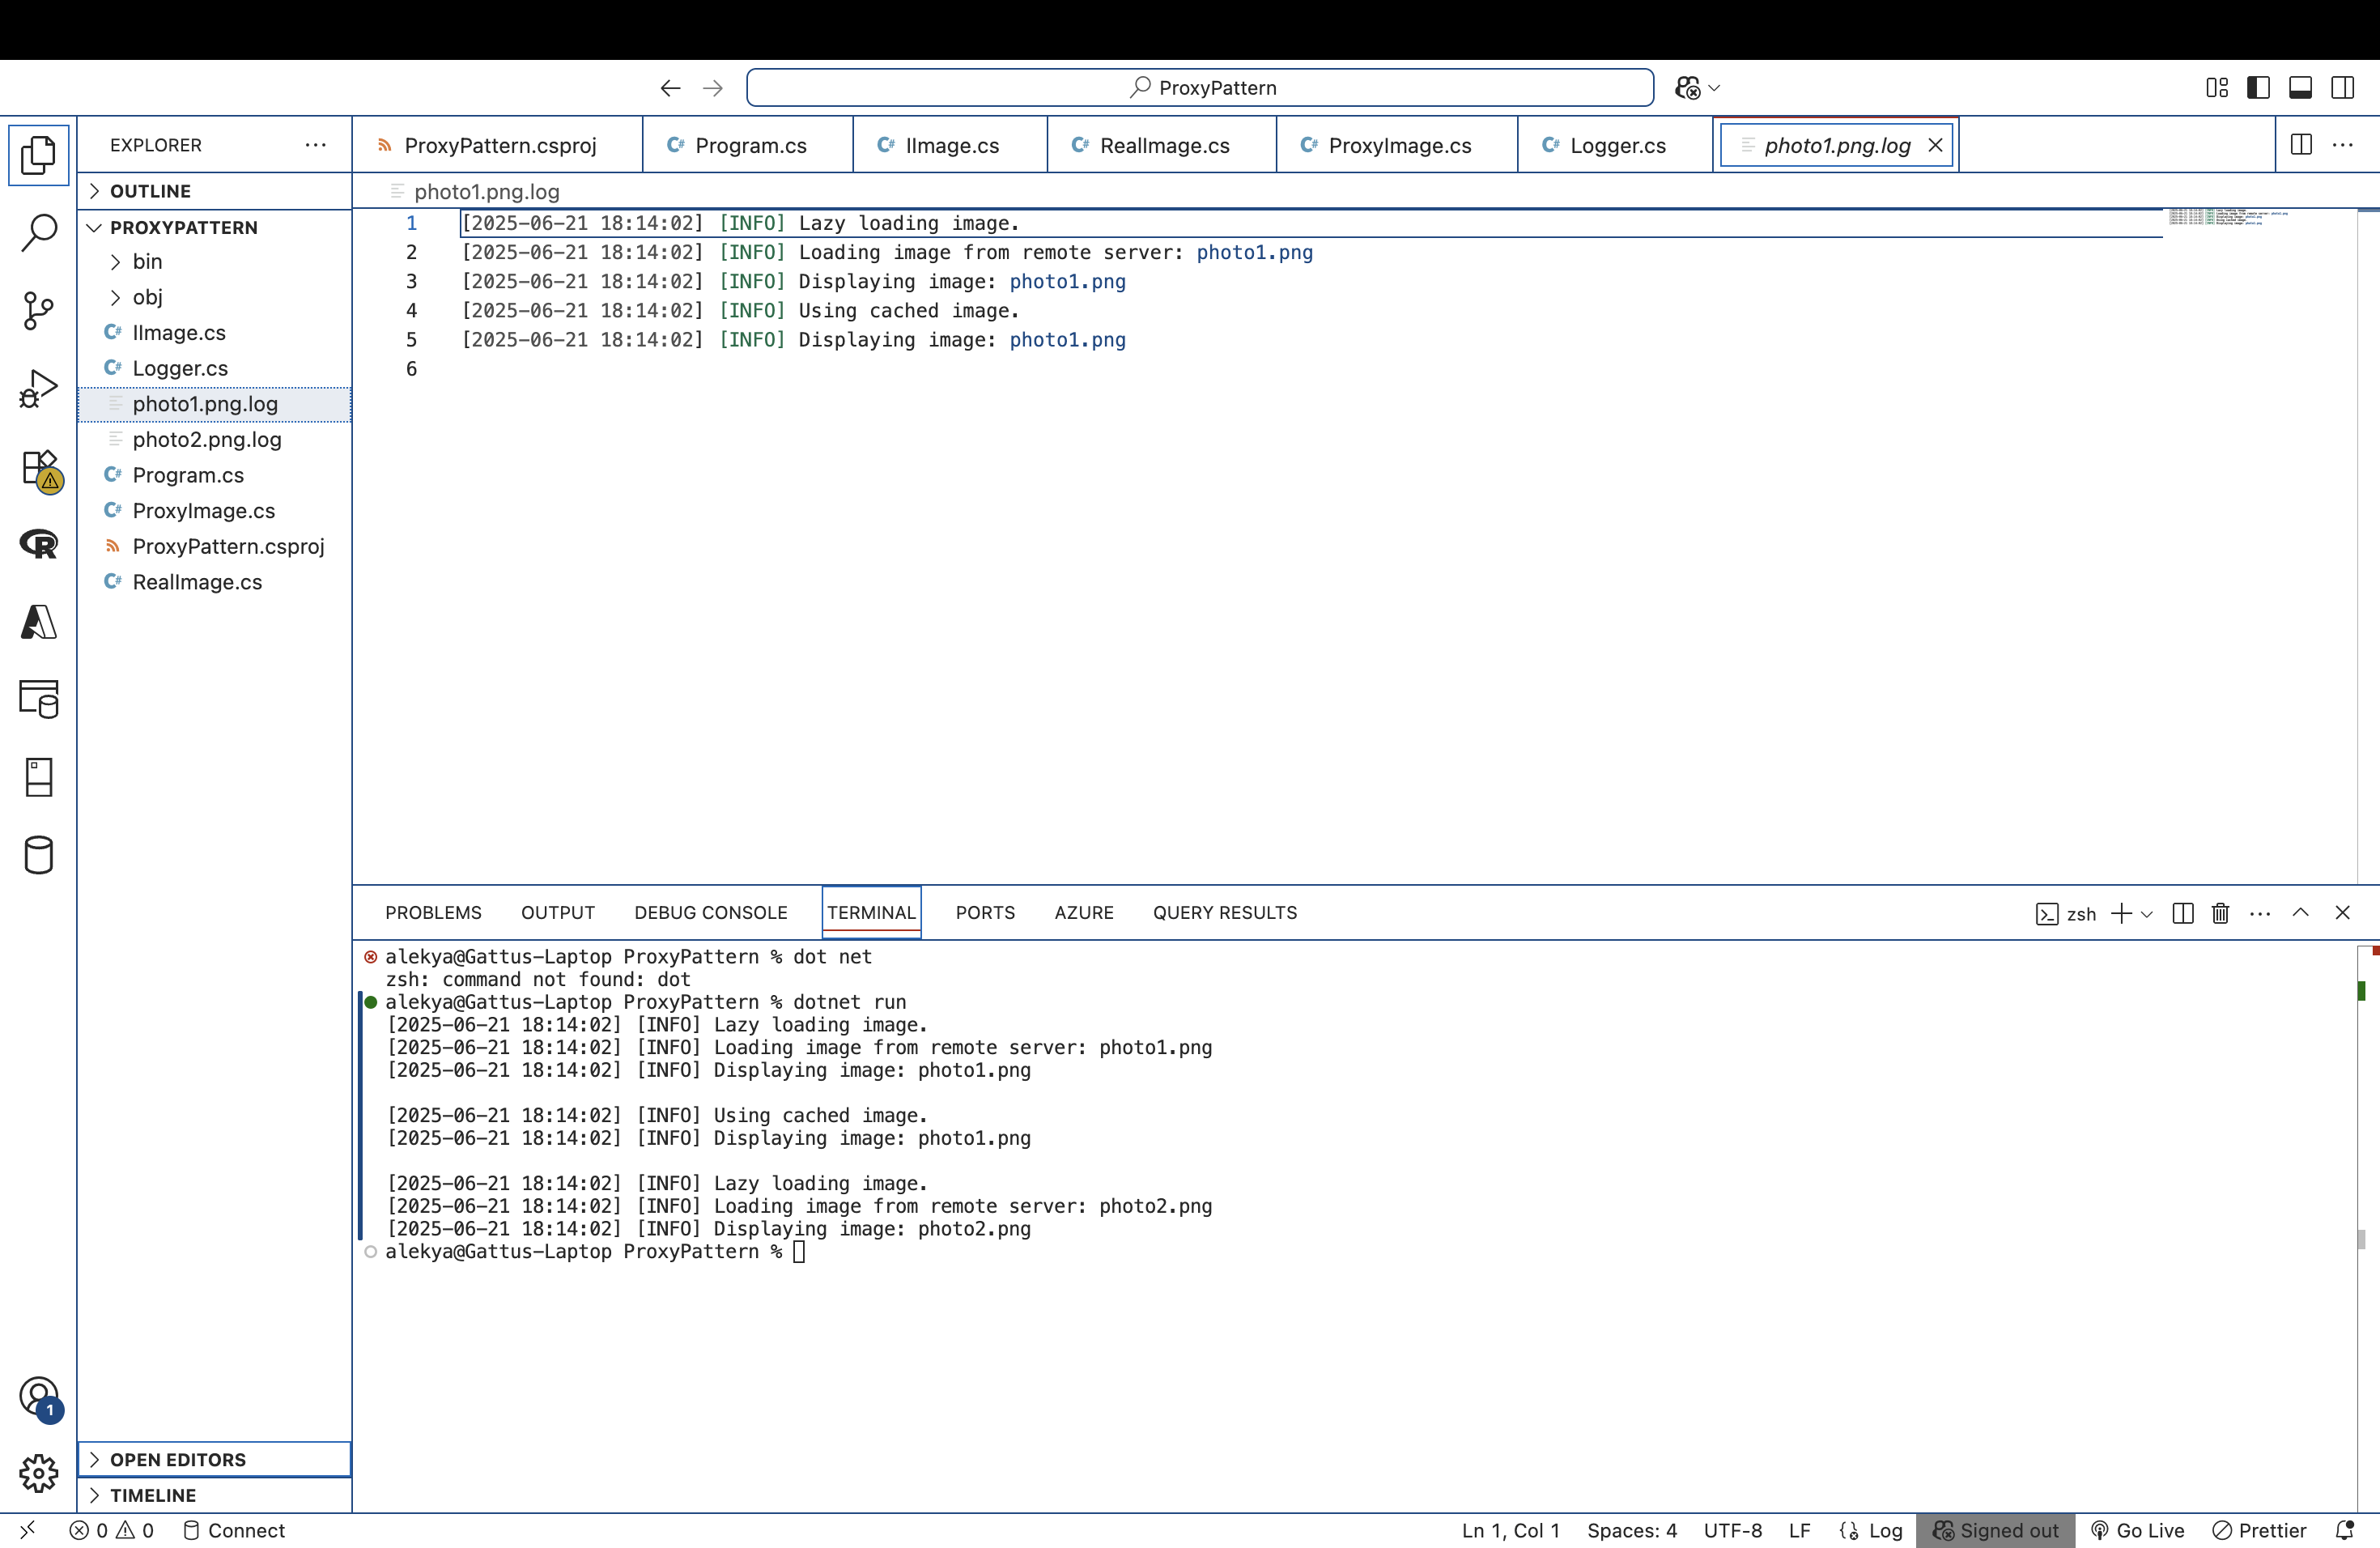 ProxyPattern
EXPLORER
ProxyPattern.csproj
Program.cs
IImage.cs
RealImage.cs
ProxyImage.cs
Logger.cs
photo1.png.log
OUTLINE
PROXYPATTERN
bin
obj
IImage.cs
Logger.cs
photo1.png.log
photo2.png.log
Program.cs
ProxyImage.cs
ProxyPattern.csproj
RealImage.cs
OPEN EDITORS
TIMELINE
1
photo1.png.log
1 [2025-06-21 18:14:02] [INFO] Lazy loading image.
2 [2025-06-21 18:14:02] [INFO] Loading image from remote server: photo1.png
3 [2025-06-21 18:14:02] [INFO] Displaying image: photo1.png
4 [2025-06-21 18:14:02] [INFO] Using cached image.
5 [2025-06-21 18:14:02] [INFO] Displaying image: photo1.png
6
PROBLEMS OUTPUT DEBUG CONSOLE TERMINAL PORTS AZURE QUERY RESULTS
zsh
alekya@Gattus-Laptop ProxyPattern % dot net
zsh: command not found: dot
alekya@Gattus-Laptop ProxyPattern % dotnet run
[2025-06-21 18:14:02] [INFO] Lazy loading image.
[2025-06-21 18:14:02] [INFO] Loading image from remote server: photo1.png
[2025-06-21 18:14:02] [INFO] Displaying image: photo1.png
[2025-06-21 18:14:02] [INFO] Using cached image.
[2025-06-21 18:14:02] [INFO] Displaying image: photo1.png
[2025-06-21 18:14:02] [INFO] Lazy loading image.
[2025-06-21 18:14:02] [INFO] Loading image from remote server: photo2.png
[2025-06-21 18:14:02] [INFO] Displaying image: photo2.png
alekya@Gattus-Laptop ProxyPattern %
0 0 Connect
Ln 1, Col 1 Spaces: 4 UTF-8 LF Log Signed out Go Live Prettier